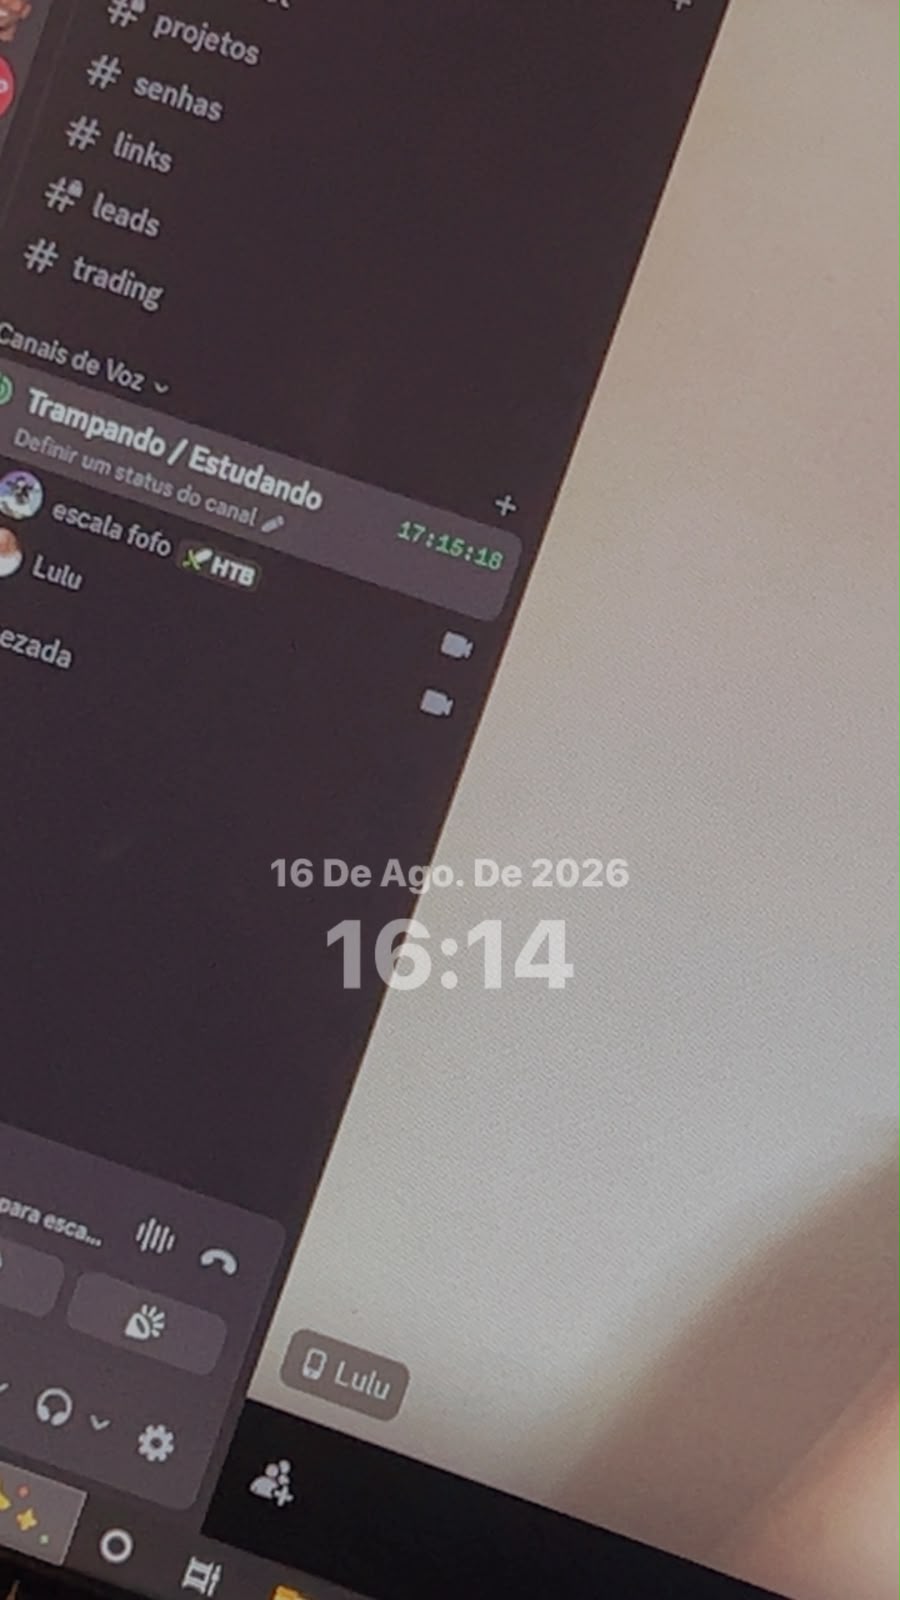 projetos
senhas
links
leads
trading
Canais de Voz
Trampando / Estudando
Definir um status do canal
17:15:18
escala fofo HTB
Lulu
ezada
16 De Ago. De 2026
16:14
para esca...
Lulu